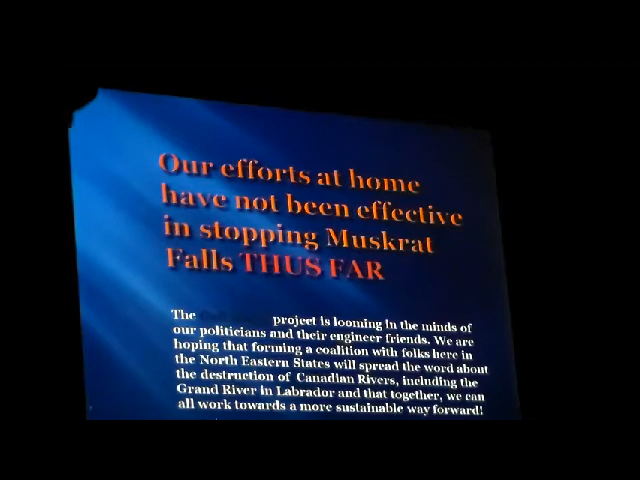 Our efforts at home
have not been effective
in stopping Muskrat
Falls THUS FAR
The project is looming in the minds of
our politicians and their engineer friends. We are
hoping that forming a coalition with folks here in
the North Eastern States will spread the word about
the destruction of Canadian Rivers, including the
Grand River in Labrador and that together, we can
all work towards a more sustainable way forward!